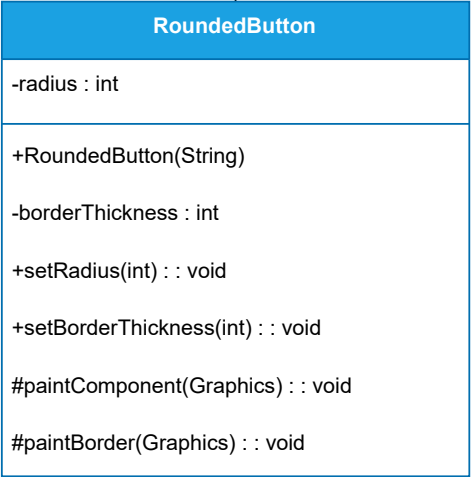 RoundedButton
-radius : int
+RoundedButton(String)
-borderThickness : int
+setRadius(int) : : void
+setBorderThickness(int) : : void
#paintComponent(Graphics) : : void
#paintBorder(Graphics) : : void